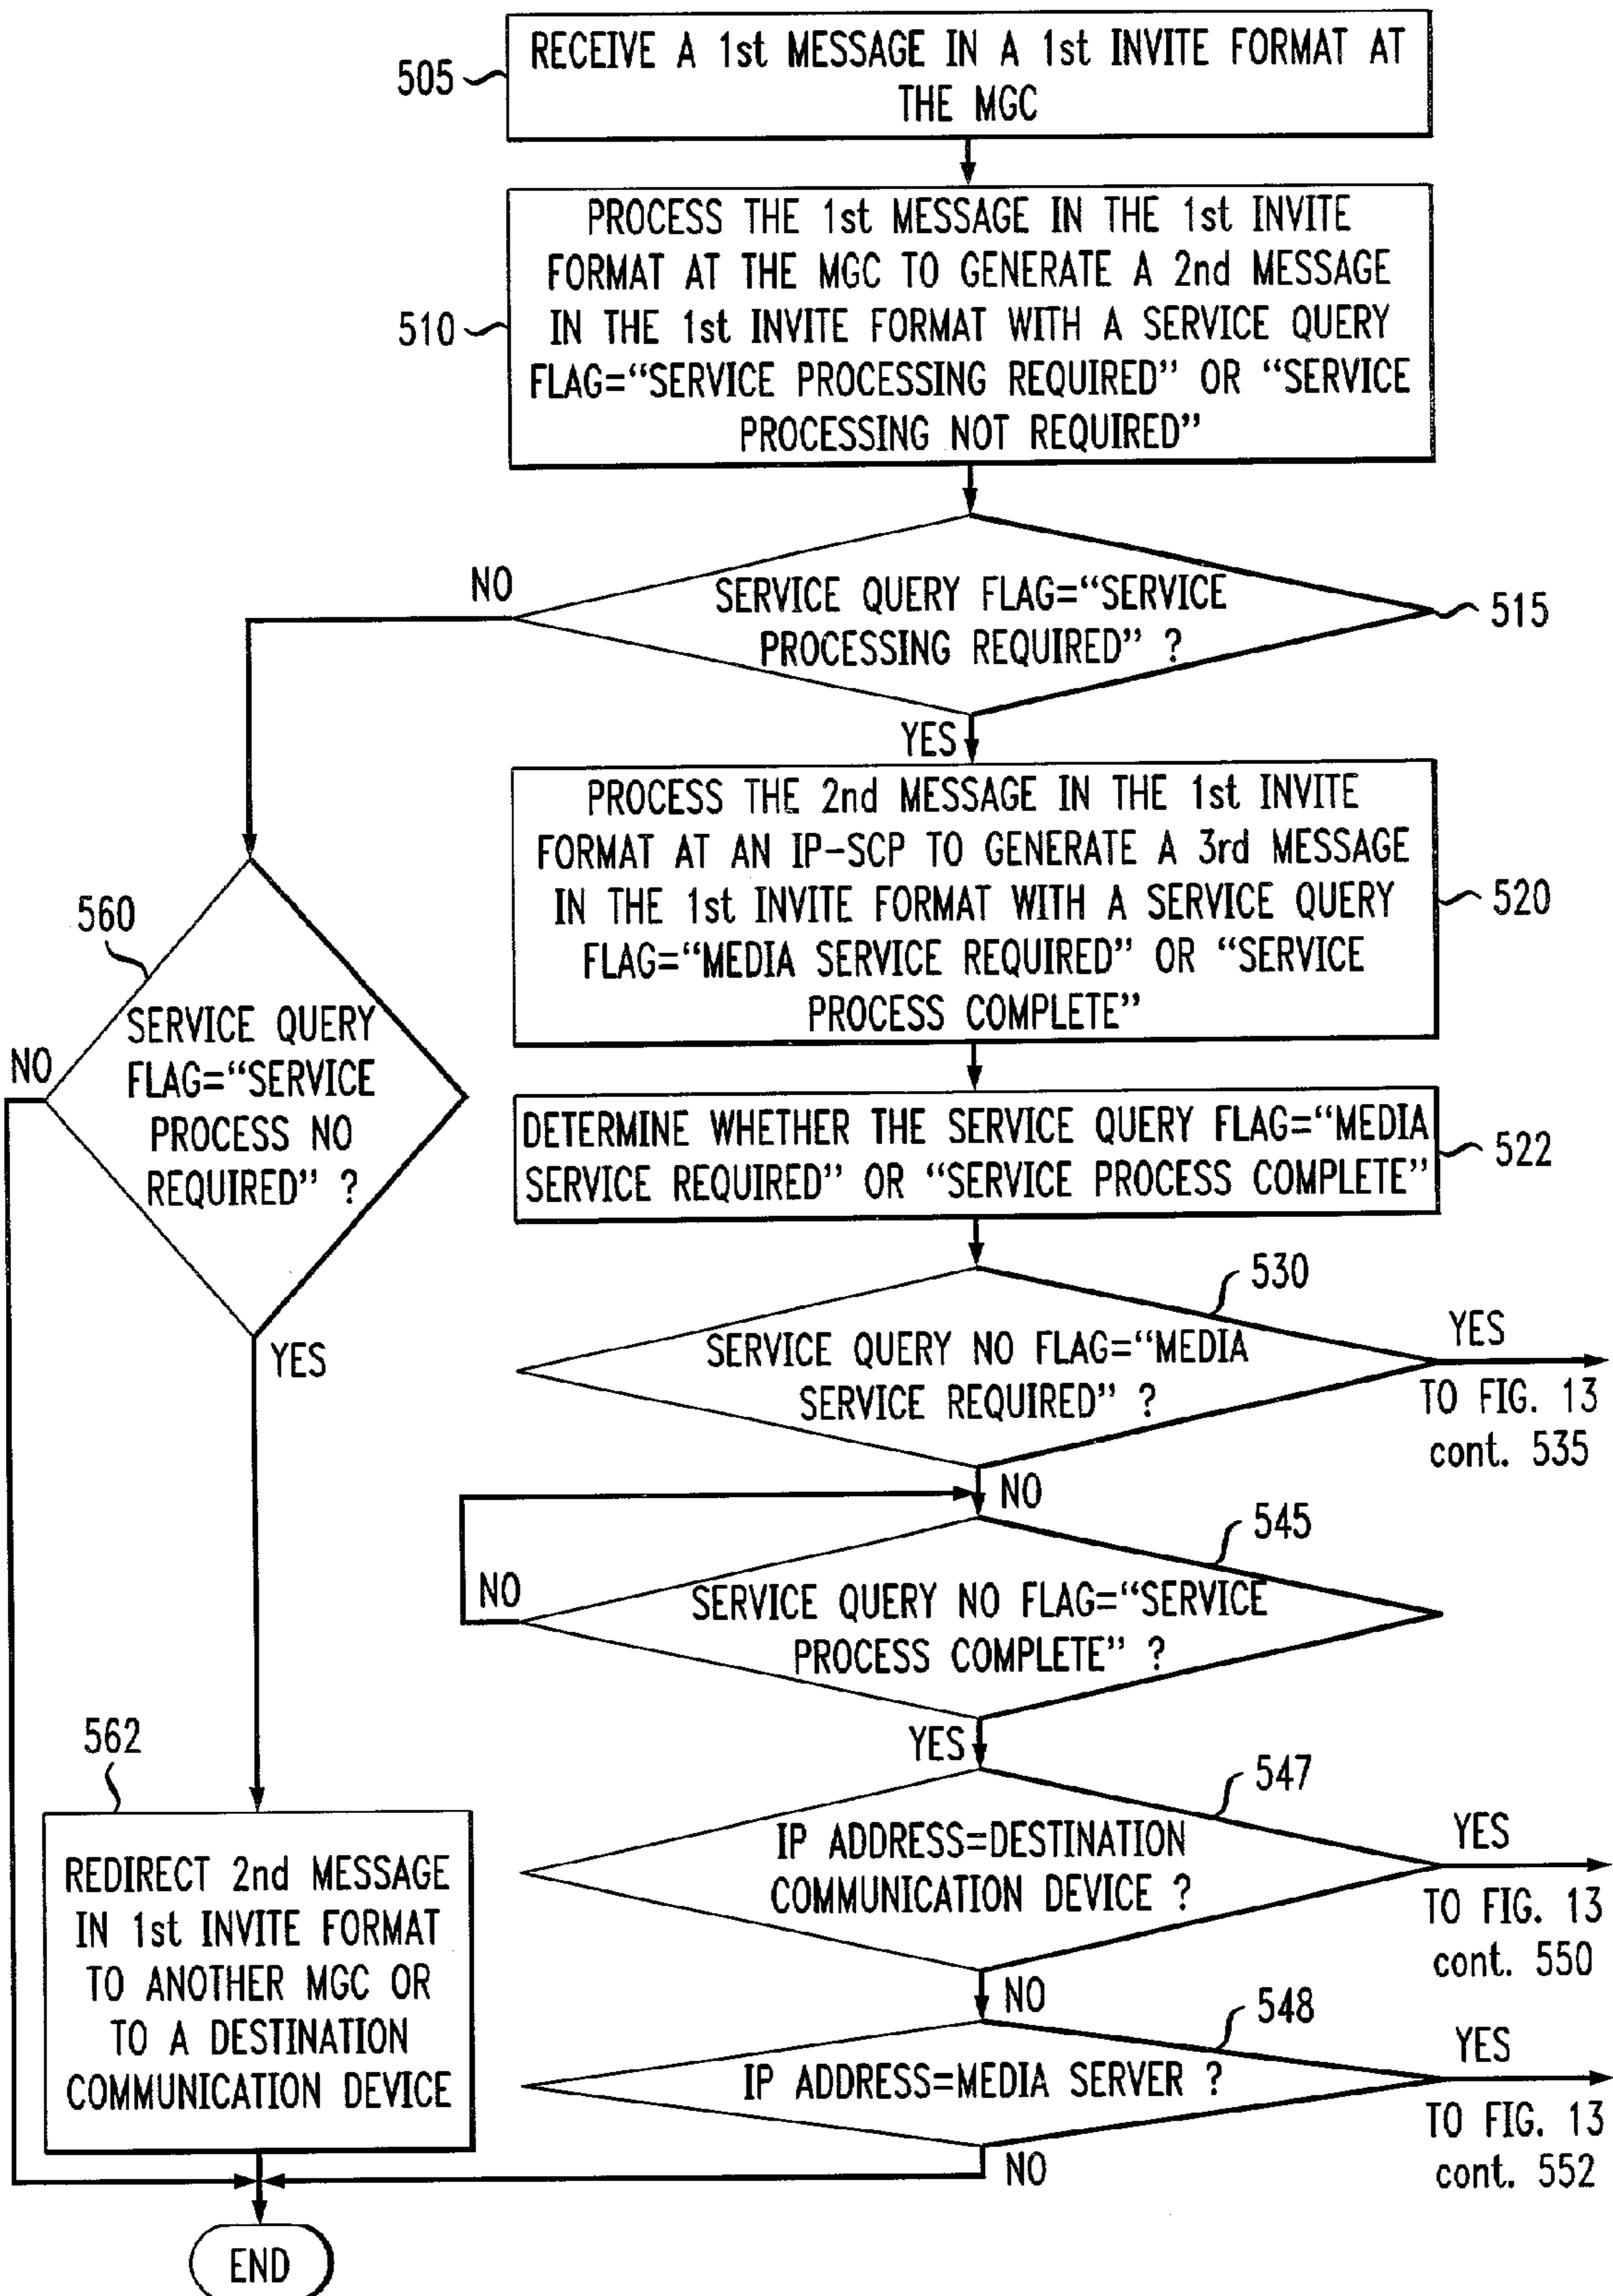 RECEIVE A 1st MESSAGE IN A 1st INVITE FORMAT AT
THE MGC
505
PROCESS THE 1st MESSAGE IN THE 1st INVITE
FORMAT AT THE MGC TO GENERATE A 2nd MESSAGE
IN THE 1st INVITE FORMAT WITH A SERVICE QUERY
FLAG=“SERVICE PROCESSING REQUIRED” OR “SERVICE
PROCESSING NOT REQUIRED”
510
NO
SERVICE QUERY FLAG=“SERVICE
PROCESSING REQUIRED” ?
515
YES
PROCESS THE 2nd MESSAGE IN THE 1st INVITE
FORMAT AT AN IP-SCP TO GENERATE A 3rd MESSAGE
IN THE 1st INVITE FORMAT WITH A SERVICE QUERY
FLAG=“MEDIA SERVICE REQUIRED” OR “SERVICE
PROCESS COMPLETE”
520
560
SERVICE QUERY
FLAG=“SERVICE
PROCESS NO
REQUIRED” ?
NO
YES
DETERMINE WHETHER THE SERVICE QUERY FLAG=“MEDIA
SERVICE REQUIRED” OR “SERVICE PROCESS COMPLETE”
522
530
SERVICE QUERY NO FLAG=“MEDIA
SERVICE REQUIRED” ?
YES
TO FIG. 13
cont. 535
NO
545
NO
SERVICE QUERY NO FLAG=“SERVICE
PROCESS COMPLETE” ?
YES
547
IP ADDRESS=DESTINATION
COMMUNICATION DEVICE ?
YES
TO FIG. 13
cont. 550
NO
548
IP ADDRESS=MEDIA SERVER ?
YES
TO FIG. 13
cont. 552
NO
562
REDIRECT 2nd MESSAGE
IN 1st INVITE FORMAT
TO ANOTHER MGC OR
TO A DESTINATION
COMMUNICATION DEVICE
END